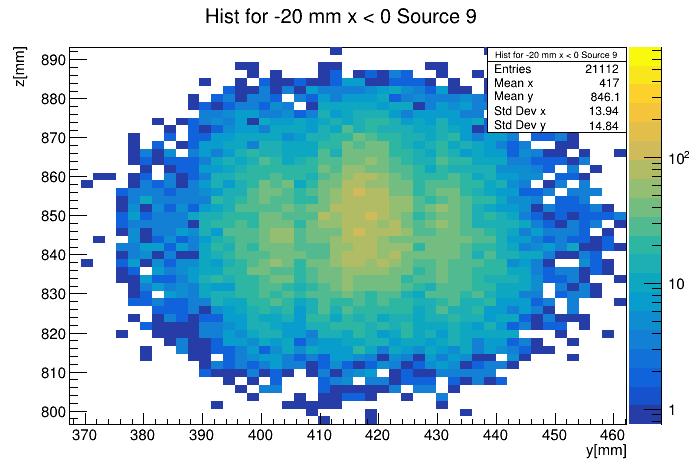 Hist for -20 mm x < 0 Source 9
z[mm]
Hist for -20 mm x < 0 Source 9
Entries 21112
Mean x 417
Mean y 846.1
Std Dev x 13.94
Std Dev y 14.84
890
880
870
860
850
840
830
820
810
800
10²
10
1
370 380 390 400 410 420 430 440 450 460
y[mm]